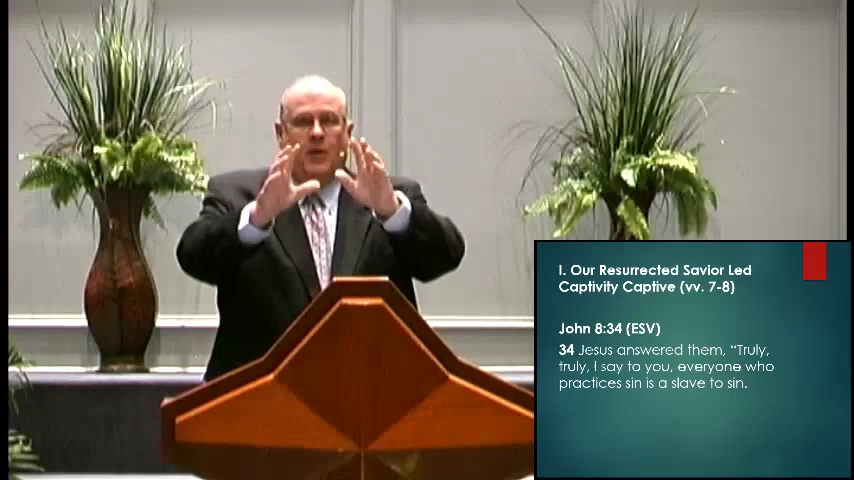 I. Our Resurrected Savior Led
Captivity Captive (vv. 7-8)
John 8:34 (ESV)
34 Jesus answered them, “Truly,
truly, I say to you, everyone who
practices sin is a slave to sin.